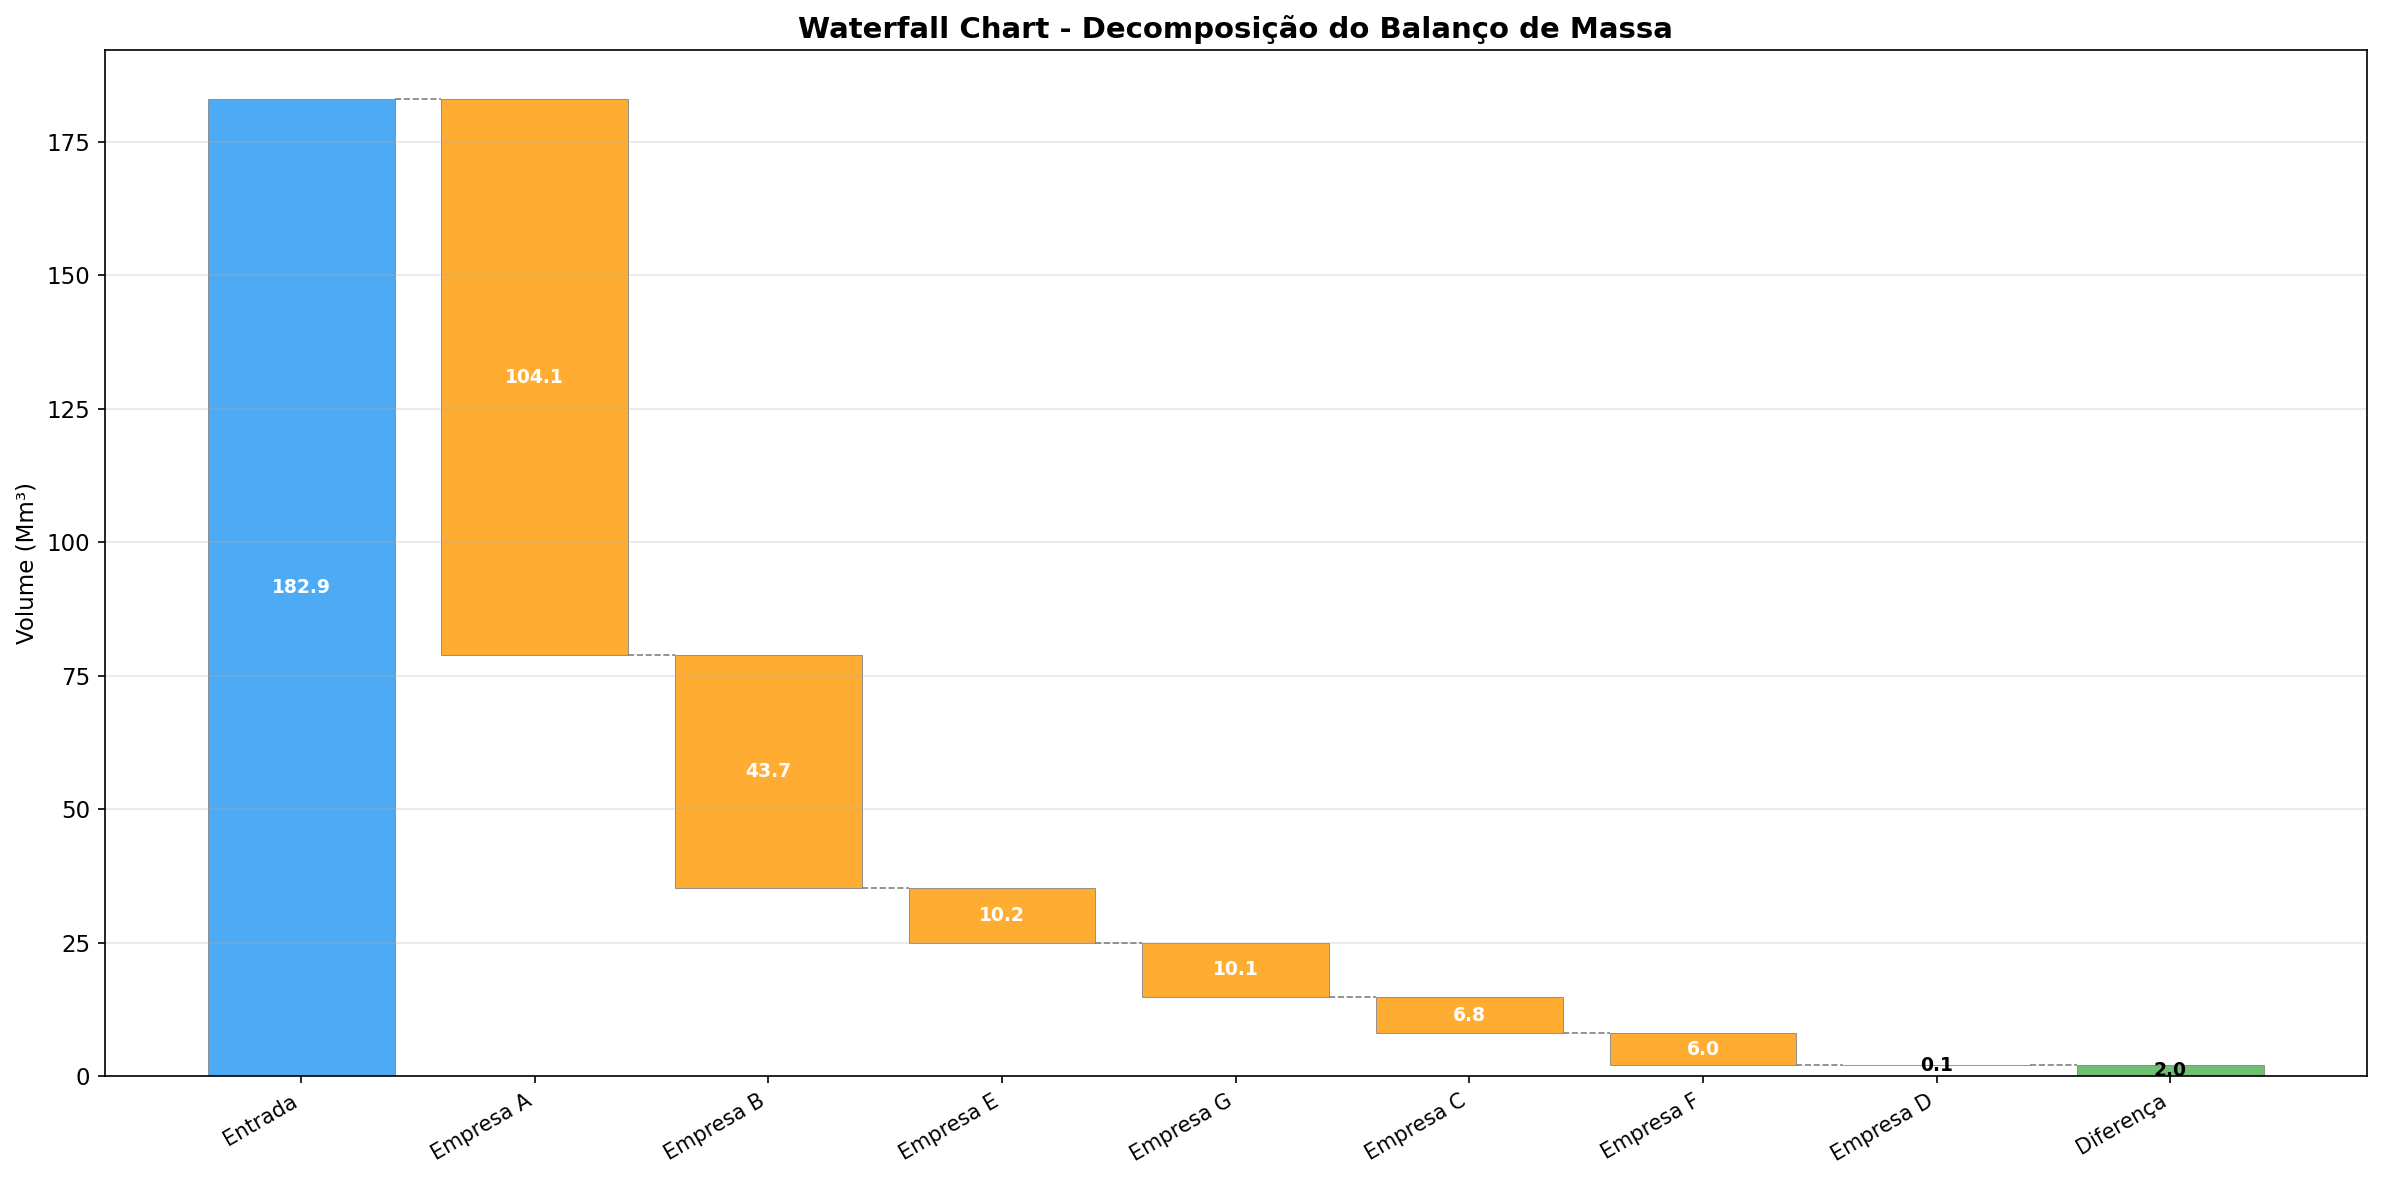 Waterfall Chart - Decomposição do Balanço de Massa
Volume (Mm³)
175
150
125
100
75
50
25
0
182.9
104.1
43.7
10.2
10.1
6.8
6.0
0.1
2.0
Entrada
Empresa A
Empresa B
Empresa E
Empresa G
Empresa C
Empresa F
Empresa D
Diferença